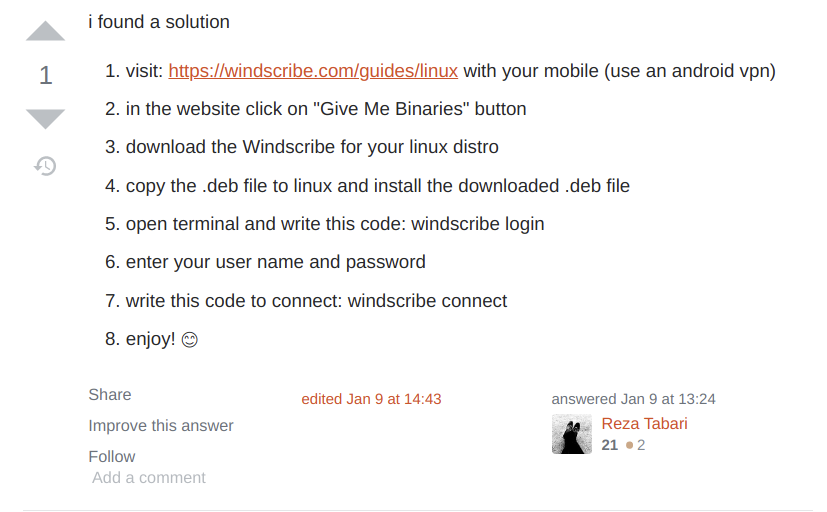 i found a solution
1
1. visit: https://windscribe.com/guides/linux with your mobile (use an android vpn)
2. in the website click on "Give Me Binaries" button
3. download the Windscribe for your linux distro
4. copy the .deb file to linux and install the downloaded .deb file
5. open terminal and write this code: windscribe login
6. enter your user name and password
7. write this code to connect: windscribe connect
8. enjoy! 😊
Share
edited Jan 9 at 14:43
answered Jan 9 at 13:24
Improve this answer
Reza Tabari
21 ●2
Follow
Add a comment